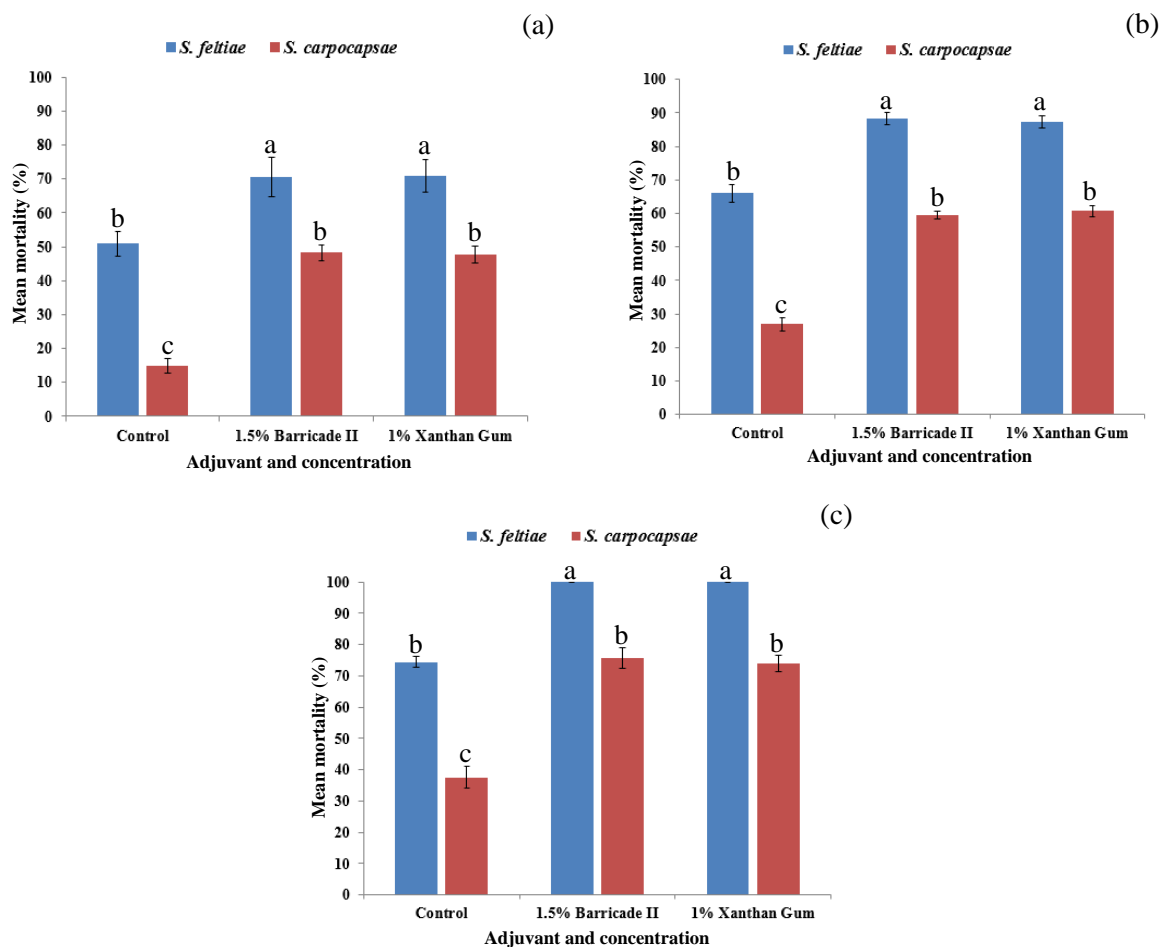 (a)
S. feltiae S. carpocapsae
Mean mortality (%)
100
90
80
70
60
50
40
30
20
10
0
b
c
a
b
a
b
Control 1.5% Barricade II 1% Xanthan Gum
Adjuvant and concentration
(b)
S. feltiae S. carpocapsae
Mean mortality (%)
100
90
80
70
60
50
40
30
20
10
0
b
c
a
b
a
b
Control 1.5% Barricade II 1% Xanthan Gum
Adjuvant and concentration
(c)
S. feltiae S. carpocapsae
Mean mortality (%)
100
90
80
70
60
50
40
30
20
10
0
b
c
a
b
a
b
Control 1.5% Barricade II 1% Xanthan Gum
Adjuvant and concentration